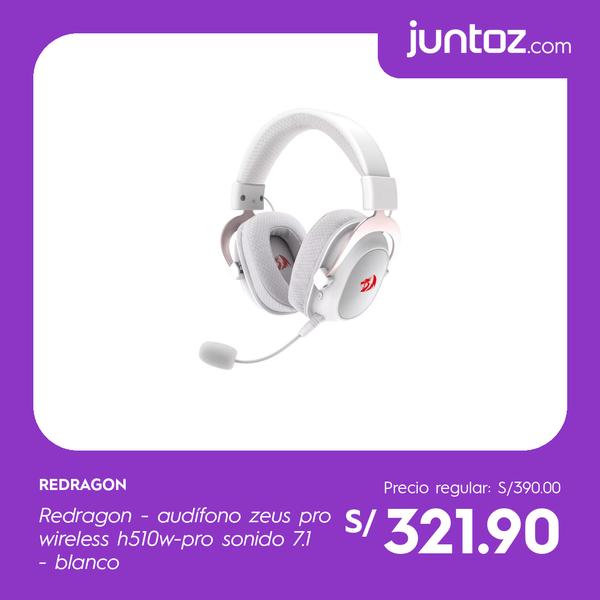 juntoz.com
REDRAGON
Redragon - audífono zeus pro
wireless h510w-pro sonido 7.1
- blanco
Precio regular: S/390.00
S/ 321.90